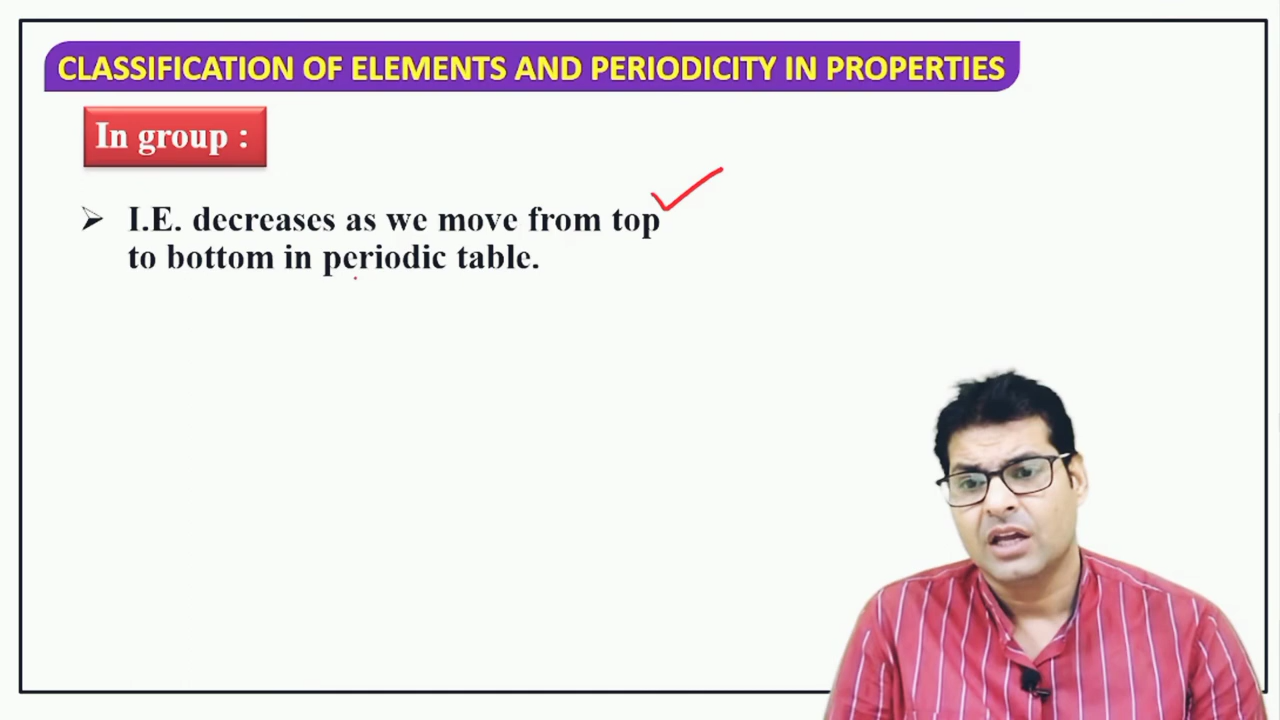 CLASSIFICATION OF ELEMENTS AND PERIODICITY IN PROPERTIES
In group :
I.E. decreases as we move from top
to bottom in periodic table.